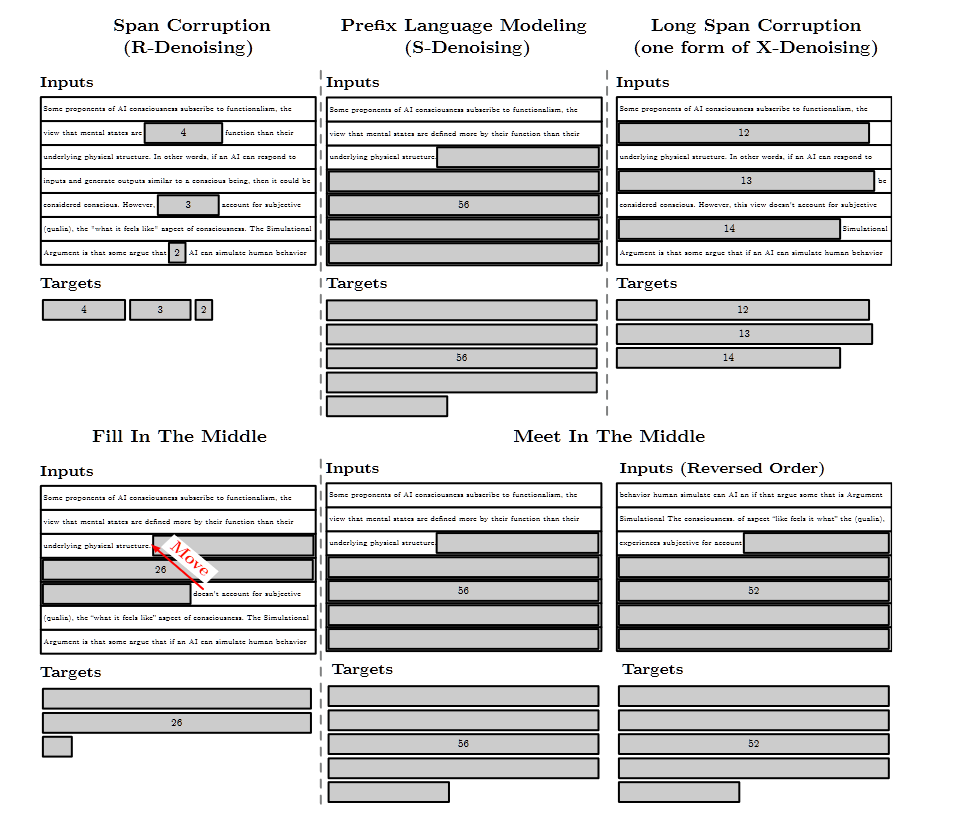 Span Corruption
(R-Denoising)
Inputs
Some proponents of AI consciousness subscribe to functionalism, the
view that mental states are 4 function than their
underlying physical structure. In other words, if an AI can respond to
inputs and generate outputs similar to a conscious being, then it could be
considered conscious. However, 3 account for subjective
(qualia), the "what it feels like" aspect of consciousness. The Simulational
Argument is that some argue that 2 AI can simulate human behavior
Targets
4 3 2
Prefix Language Modeling
(S-Denoising)
Inputs
Some proponents of AI consciousness subscribe to functionalism, the
view that mental states are defined more by their function than their
underlying physical structure.
56
Targets
56
Long Span Corruption
(one form of X-Denoising)
Inputs
Some proponents of AI consciousness subscribe to functionalism, the
12
underlying physical structure. In other words, if an AI can respond to
13 be
considered conscious. However, this view doesn't account for subjective
14 Simulational
Argument is that some argue that if an AI can simulate human behavior
Targets
12
13
14
Fill In The Middle
Inputs
Some proponents of AI consciousness subscribe to functionalism, the
view that mental states are defined more by their function than their
underlying physical structure.
Move
26
doesn't account for subjective
(qualia), the "what it feels like" aspect of consciousness. The Simulational
Argument is that some argue that if an AI can simulate human behavior
Targets
26
Meet In The Middle
Inputs
Some proponents of AI consciousness subscribe to functionalism, the
view that mental states are defined more by their function than their
underlying physical structure.
56
Targets
56
Inputs (Reversed Order)
behavior human simulate can AI an if that argue some that is Argument
Simulational The consciousness. of aspect "like feels it what" the (qualia),
experiences subjective for account
52
Targets
52